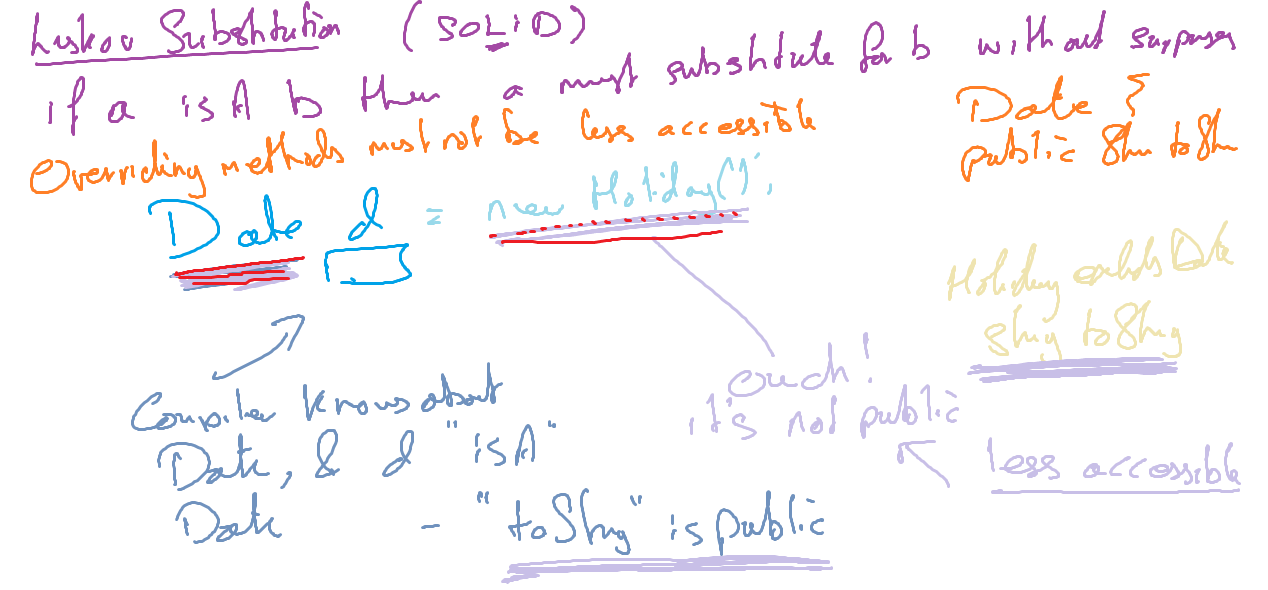 Liskov Substitution (SOLID)
if a isA b then a must substitute for b without surprises
Overriding methods must not be less accessible
Date {
public String toString
Date d = new Holiday();
Holiday extends Date
String toString
ouch!
it's not public
less accessible
Compiler knows about
Date, & d "isA"
Date - "toString" is public